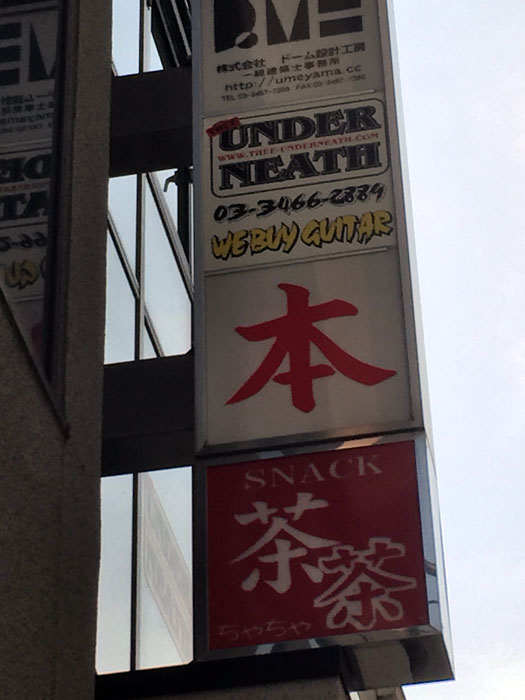 株式会社 ドーム設計工房
一級建築士事務所
http://umeyama.cc
THEE
UNDER
WWW.THEE-UNDERNEATH.COM
NEATH
03-3466-2889
WE BUY GUITAR
本
SNACK
茶
茶
ちゃちゃ